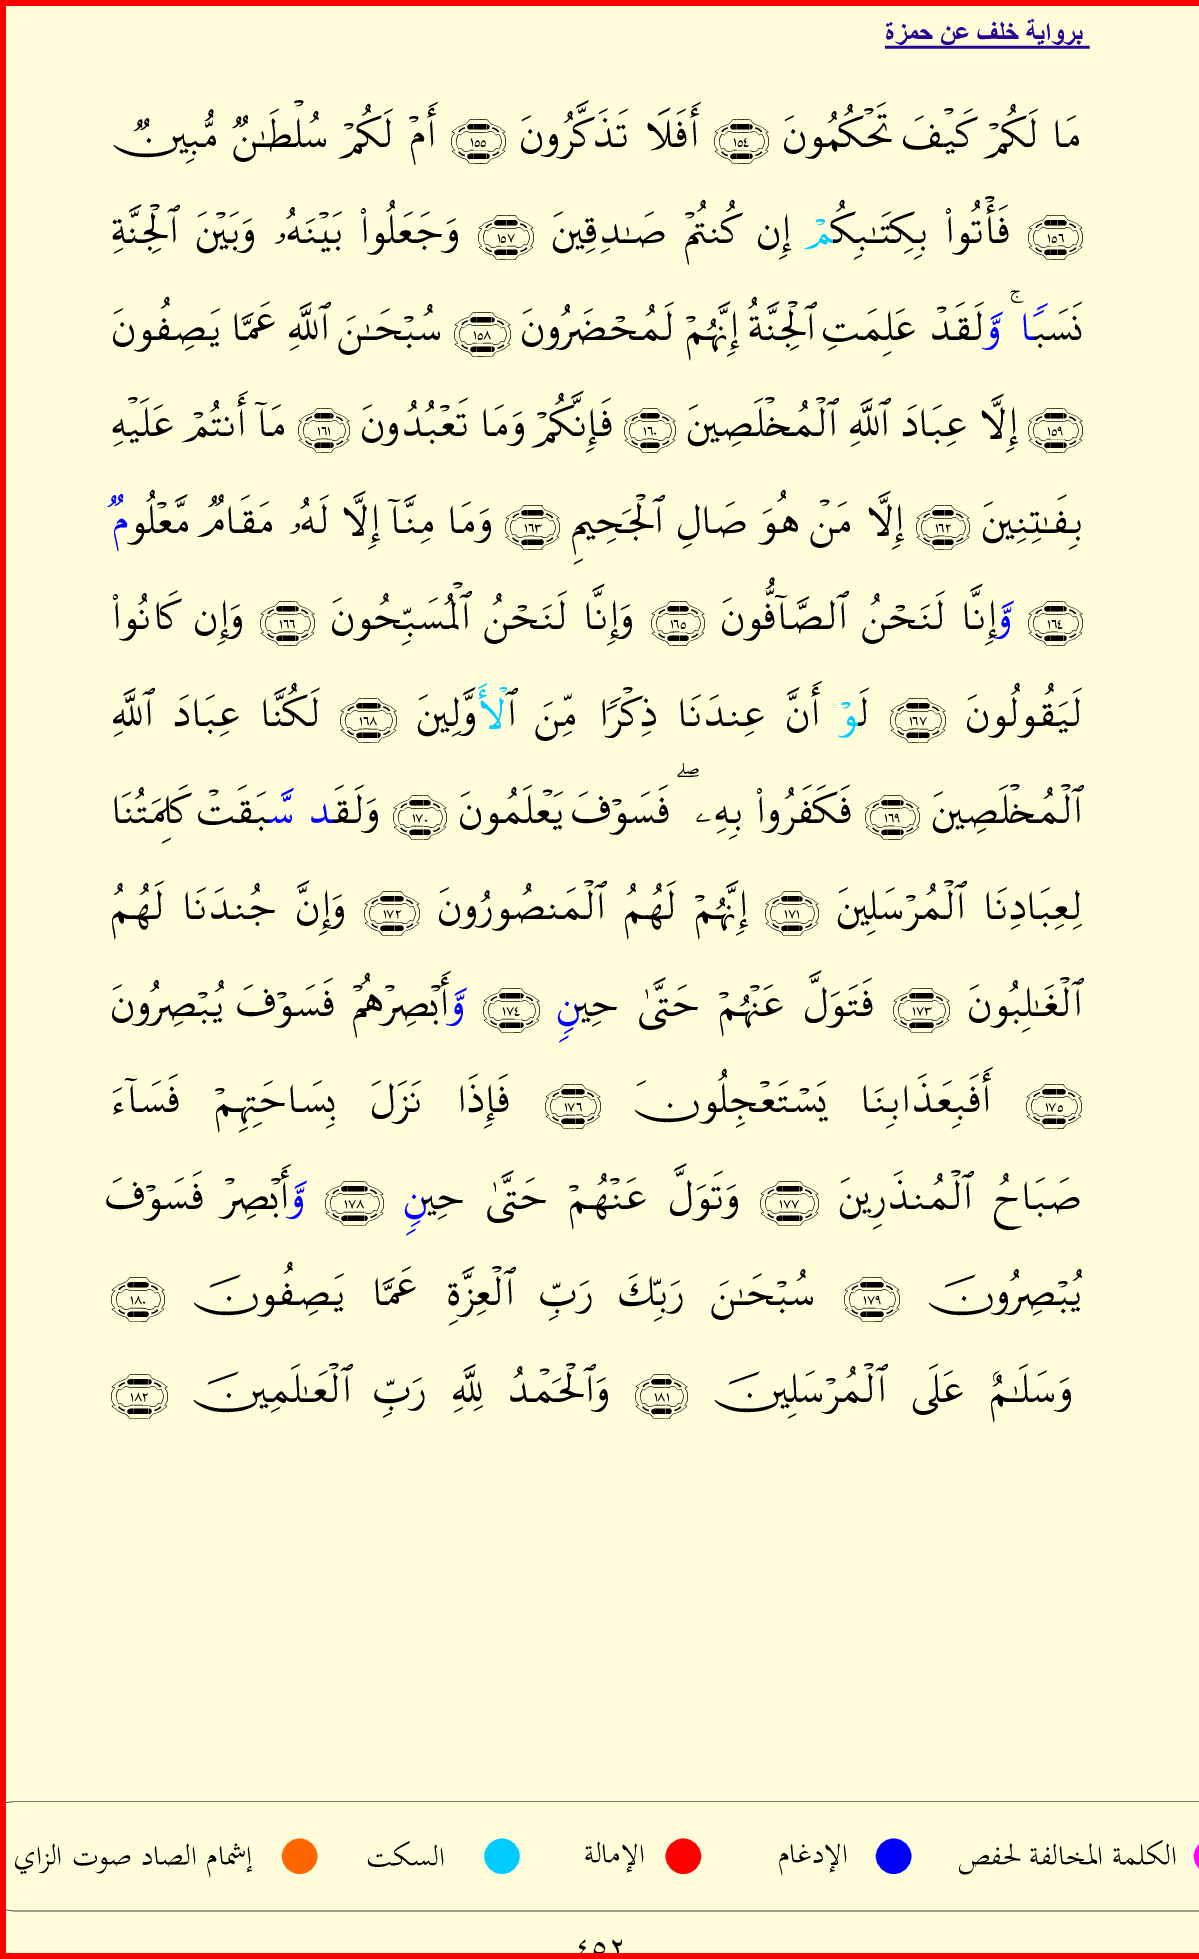 برواية خلف عن حمزة
مَا لَكُمۡ كَيۡفَ تَحۡكُمُونَ ١٥٤ أَفَلَا تَذَكَّرُونَ ١٥٥ أَمۡ لَكُمۡ سُلۡطَـٰنٞ مُّبِينٞ
١٥٦ فَأۡتُواْ بِكِتَـٰبِكُمۡ إِن كُنتُمۡ صَـٰدِقِينَ ١٥٧ وَجَعَلُواْ بَيۡنَهُۥ وَبَيۡنَ ٱلۡجِنَّةِ
نَسَبٗاۚ وَّلَقَدۡ عَلِمَتِ ٱلۡجِنَّةُ إِنَّهُمۡ لَمُحۡضَرُونَ ١٥٨ سُبۡحَـٰنَ ٱللَّهِ عَمَّا يَصِفُونَ
١٥٩ إِلَّا عِبَادَ ٱللَّهِ ٱلۡمُخۡلَصِينَ ١٦٠ فَإِنَّكُمۡ وَمَا تَعۡبُدُونَ ١٦١ مَآ أَنتُمۡ عَلَيۡهِ
بِفَـٰتِنِينَ ١٦٢ إِلَّا مَنۡ هُوَ صَالِ ٱلۡجَحِيمِ ١٦٣ وَمَا مِنَّآ إِلَّا لَهُۥ مَقَامٞ مَّعۡلُومٞ
١٦٤ وَّإِنَّا لَنَحۡنُ ٱلصَّآفُّونَ ١٦٥ وَإِنَّا لَنَحۡنُ ٱلۡمُسَبِّحُونَ ١٦٦ وَإِن كَانُواْ
لَيَقُولُونَ ١٦٧ لَوۡ أَنَّ عِندَنَا ذِكۡرٗا مِّنَ ٱلۡأَوَّلِينَ ١٦٨ لَكُنَّا عِبَادَ ٱللَّهِ
ٱلۡمُخۡلَصِينَ ١٦٩ فَكَفَرُواْ بِهِۦۖ فَسَوۡفَ يَعۡلَمُونَ ١٧٠ وَلَقَد سَّبَقَتۡ كَلِمَتُنَا
لِعِبَادِنَا ٱلۡمُرۡسَلِينَ ١٧١ إِنَّهُمۡ لَهُمُ ٱلۡمَنصُورُونَ ١٧٢ وَإِنَّ جُندَنَا لَهُمُ
ٱلۡغَـٰلِبُونَ ١٧٣ فَتَوَلَّ عَنۡهُمۡ حَتَّىٰ حِينٖ ١٧٤ وَّأَبۡصِرۡهُمۡ فَسَوۡفَ يُبۡصِرُونَ
١٧٥ أَفَبِعَذَابِنَا يَسۡتَعۡجِلُونَ ١٧٦ فَإِذَا نَزَلَ بِسَاحَتِهِمۡ فَسَآءَ
صَبَاحُ ٱلۡمُنذَرِينَ ١٧٧ وَتَوَلَّ عَنۡهُمۡ حَتَّىٰ حِينٖ ١٧٨ وَّأَبۡصِرۡ فَسَوۡفَ
يُبۡصِرُونَ ١٧٩ سُبۡحَـٰنَ رَبِّكَ رَبِّ ٱلۡعِزَّةِ عَمَّا يَصِفُونَ ١٨٠
وَسَلَـٰمٌ عَلَى ٱلۡمُرۡسَلِينَ ١٨١ وَٱلۡحَمۡدُ لِلَّهِ رَبِّ ٱلۡعَـٰلَمِينَ ١٨٢
الكلمة المخالفة لحفص الإدغام الإمالة السكت إشمام الصاد صوت الزاي
٤٥٢